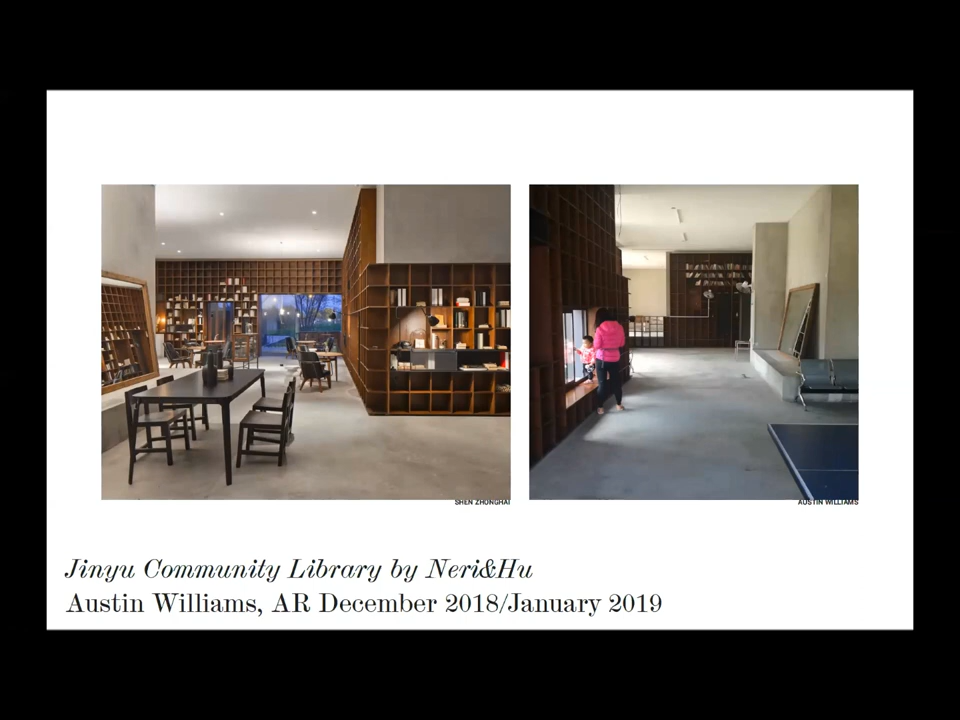 SHEN ZHONGHAI
AUSTIN WILLIAMS
Jinyu Community Library by Neri&Hu
Austin Williams, AR December 2018/January 2019